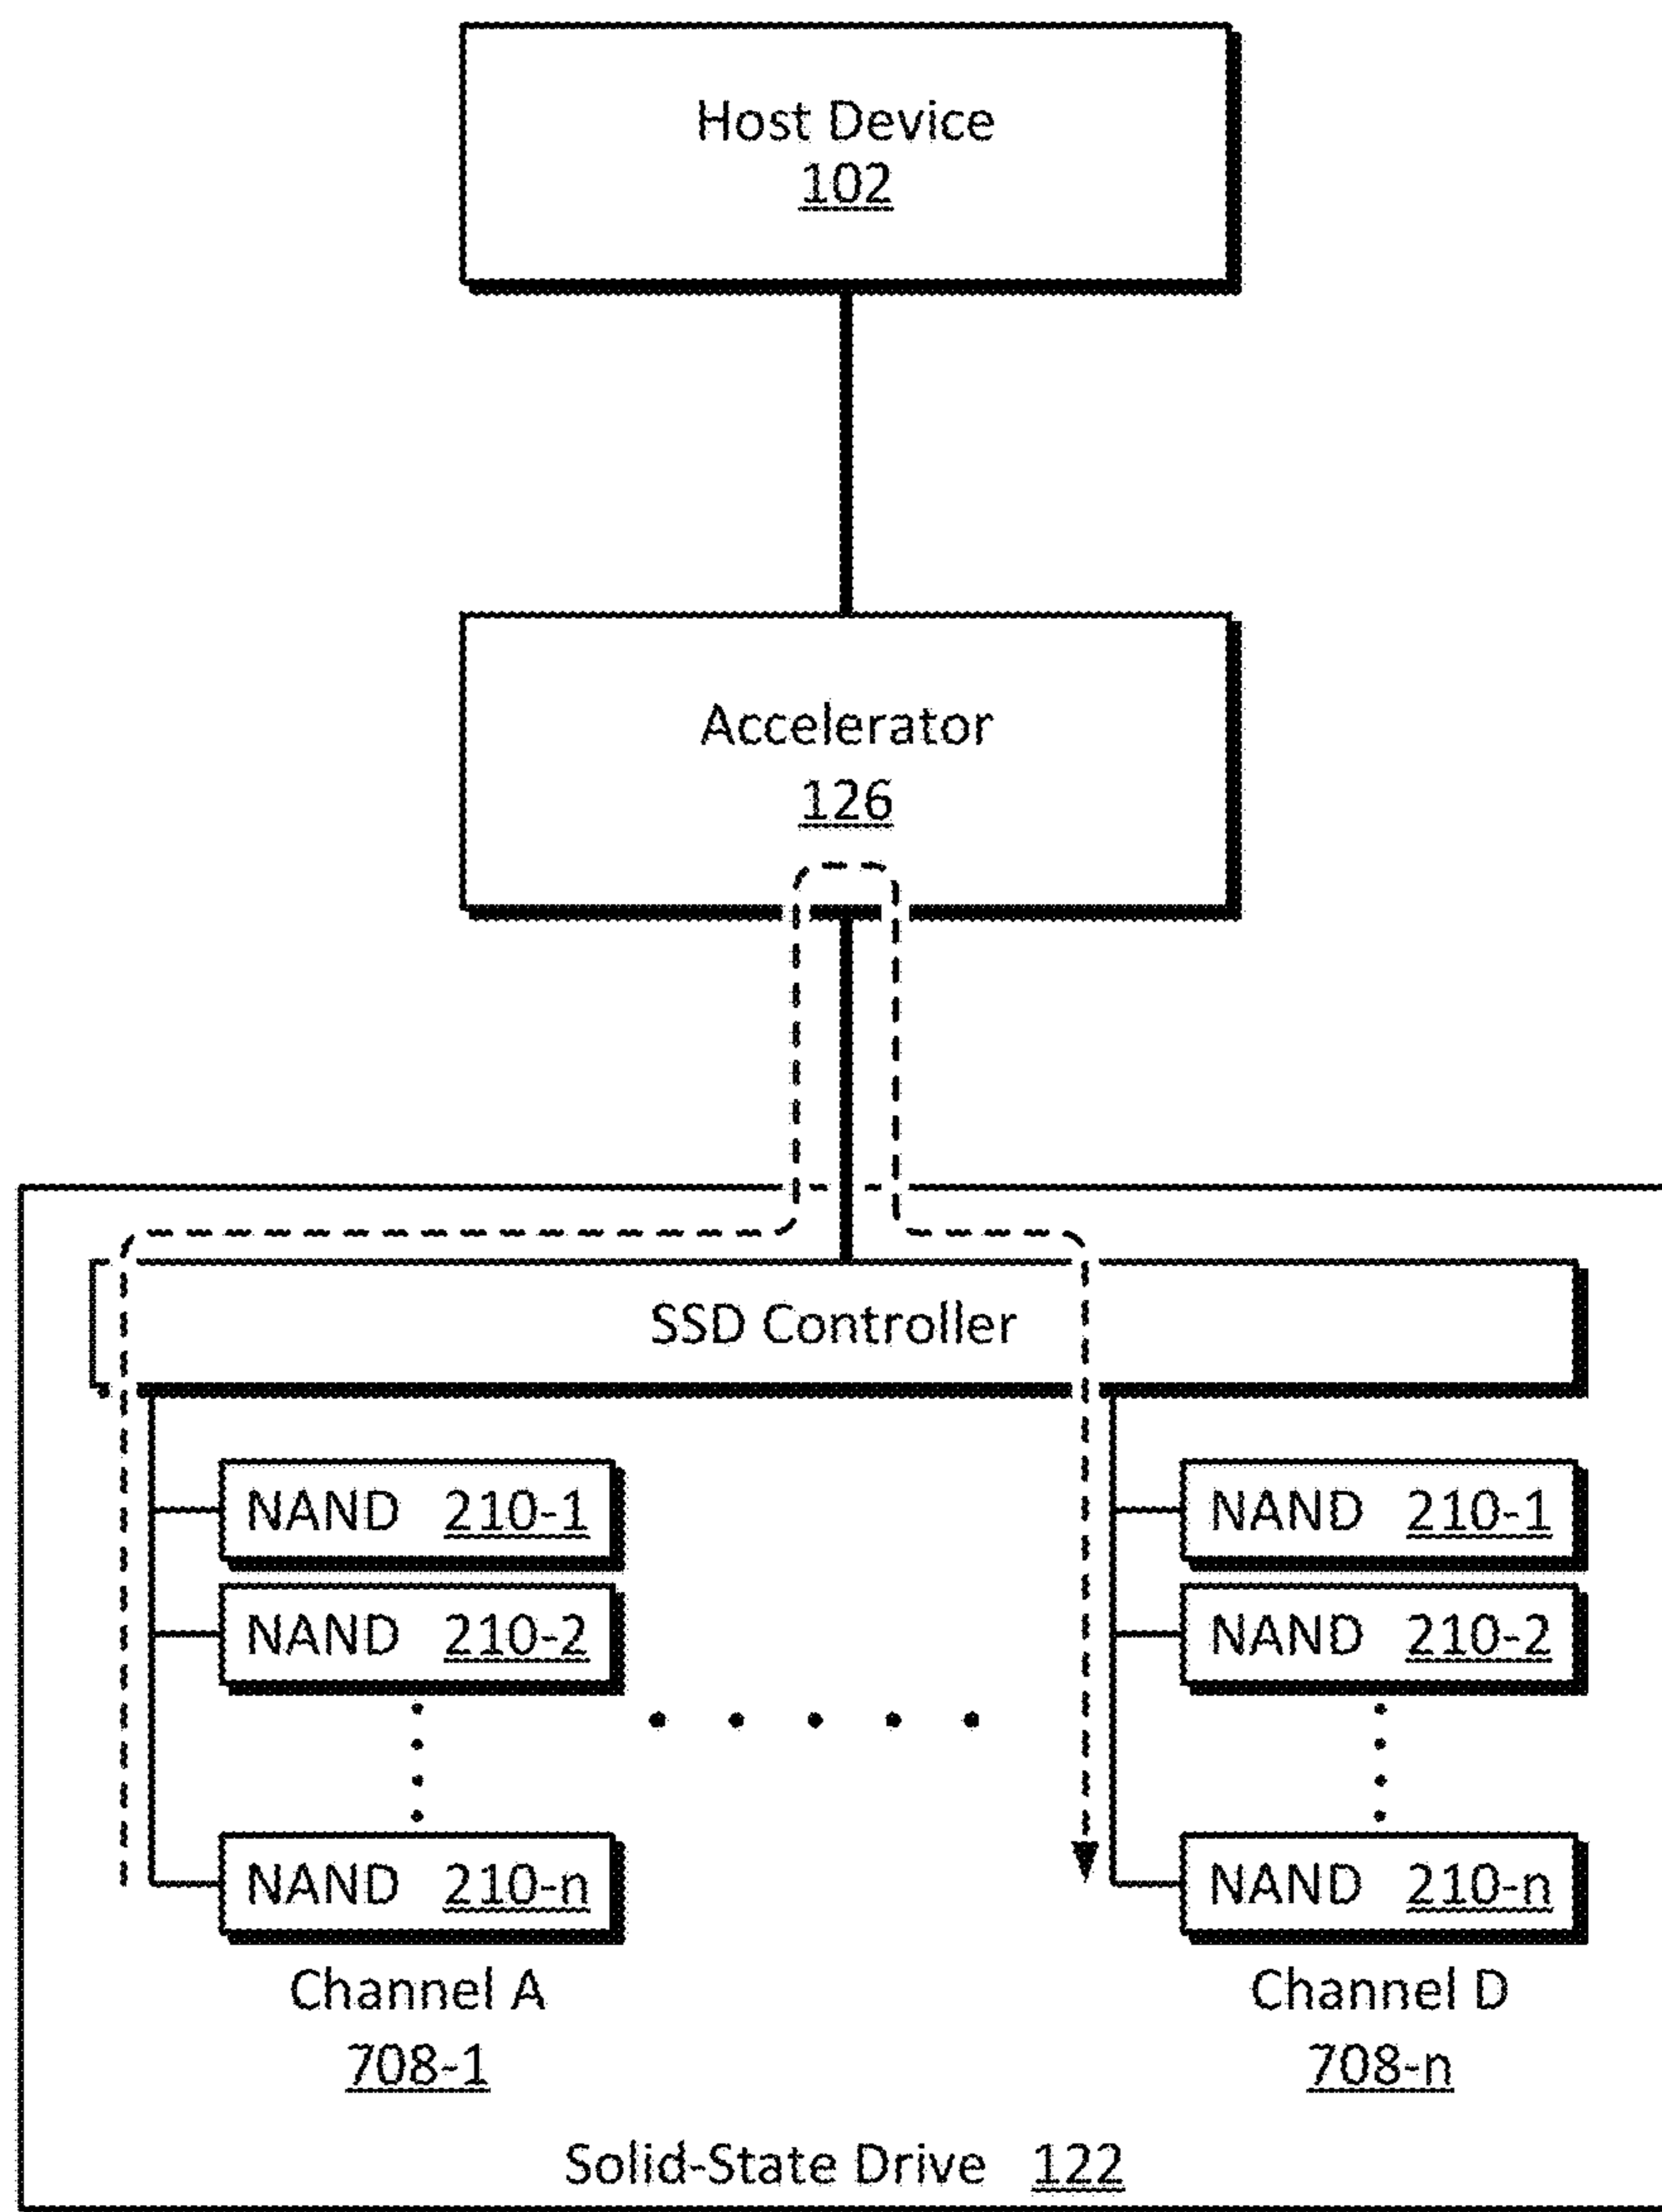 Host Device
102
Accelerator
126
SSD Controller
NAND 210-1
NAND 210-2
NAND 210-n
Channel A
708-1
NAND 210-1
NAND 210-2
NAND 210-n
Channel D
708-n
Solid-State Drive 122